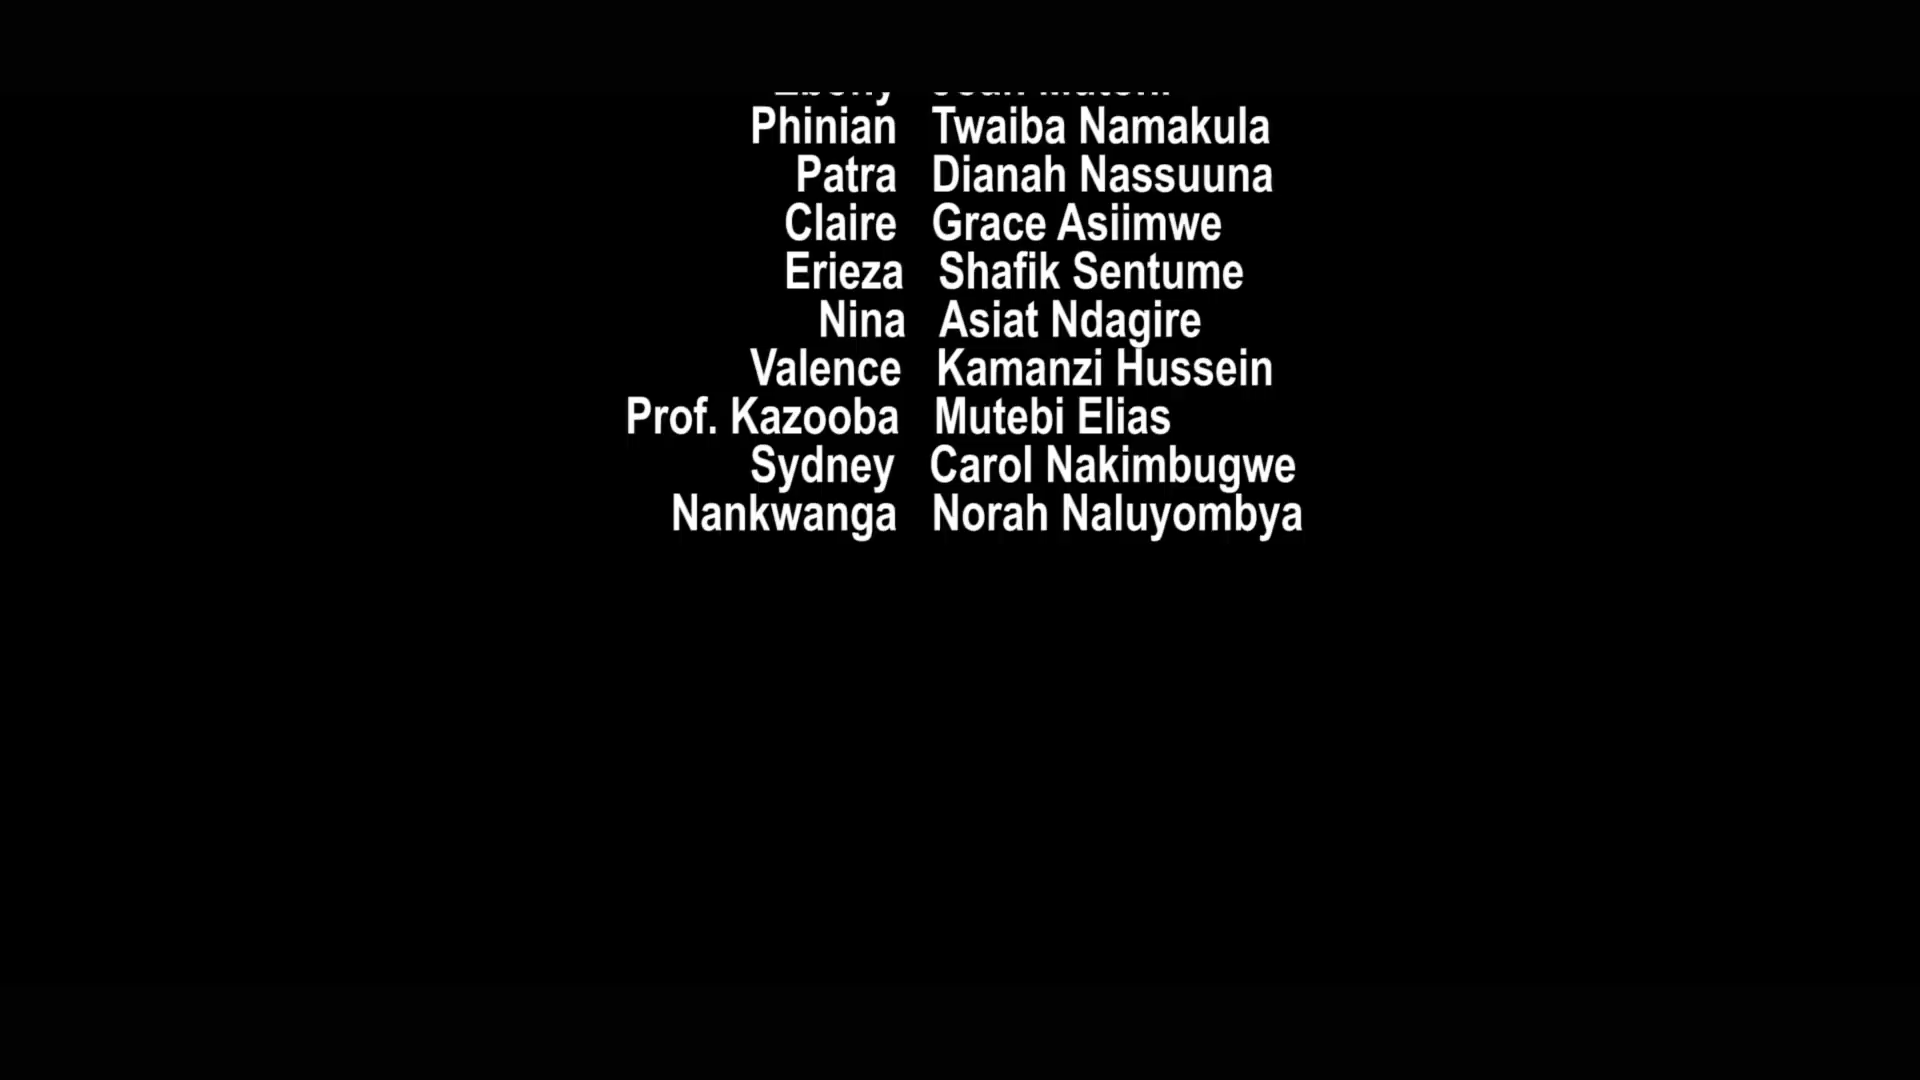 Phinian Twaiba Namakula
Patra Dianah Nassuuna
Claire Grace Asiimwe
Erieza Shafik Sentume
Nina Asiat Ndagire
Valence Kamanzi Hussein
Prof. Kazooba Mutebi Elias
Sydney Carol Nakimbugwe
Nankwanga Norah Naluyombya